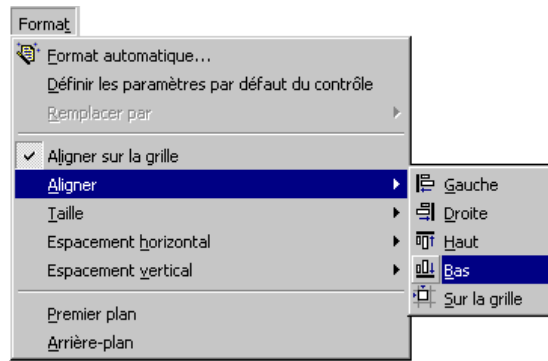 Format
Format automatique...
Définir les paramètres par défaut du contrôle
Remplacer par
Aligner sur la grille
Aligner
Taille
Espacement horizontal
Espacement vertical
Premier plan
Arrière-plan
Gauche
Droite
Haut
Bas
Sur la grille